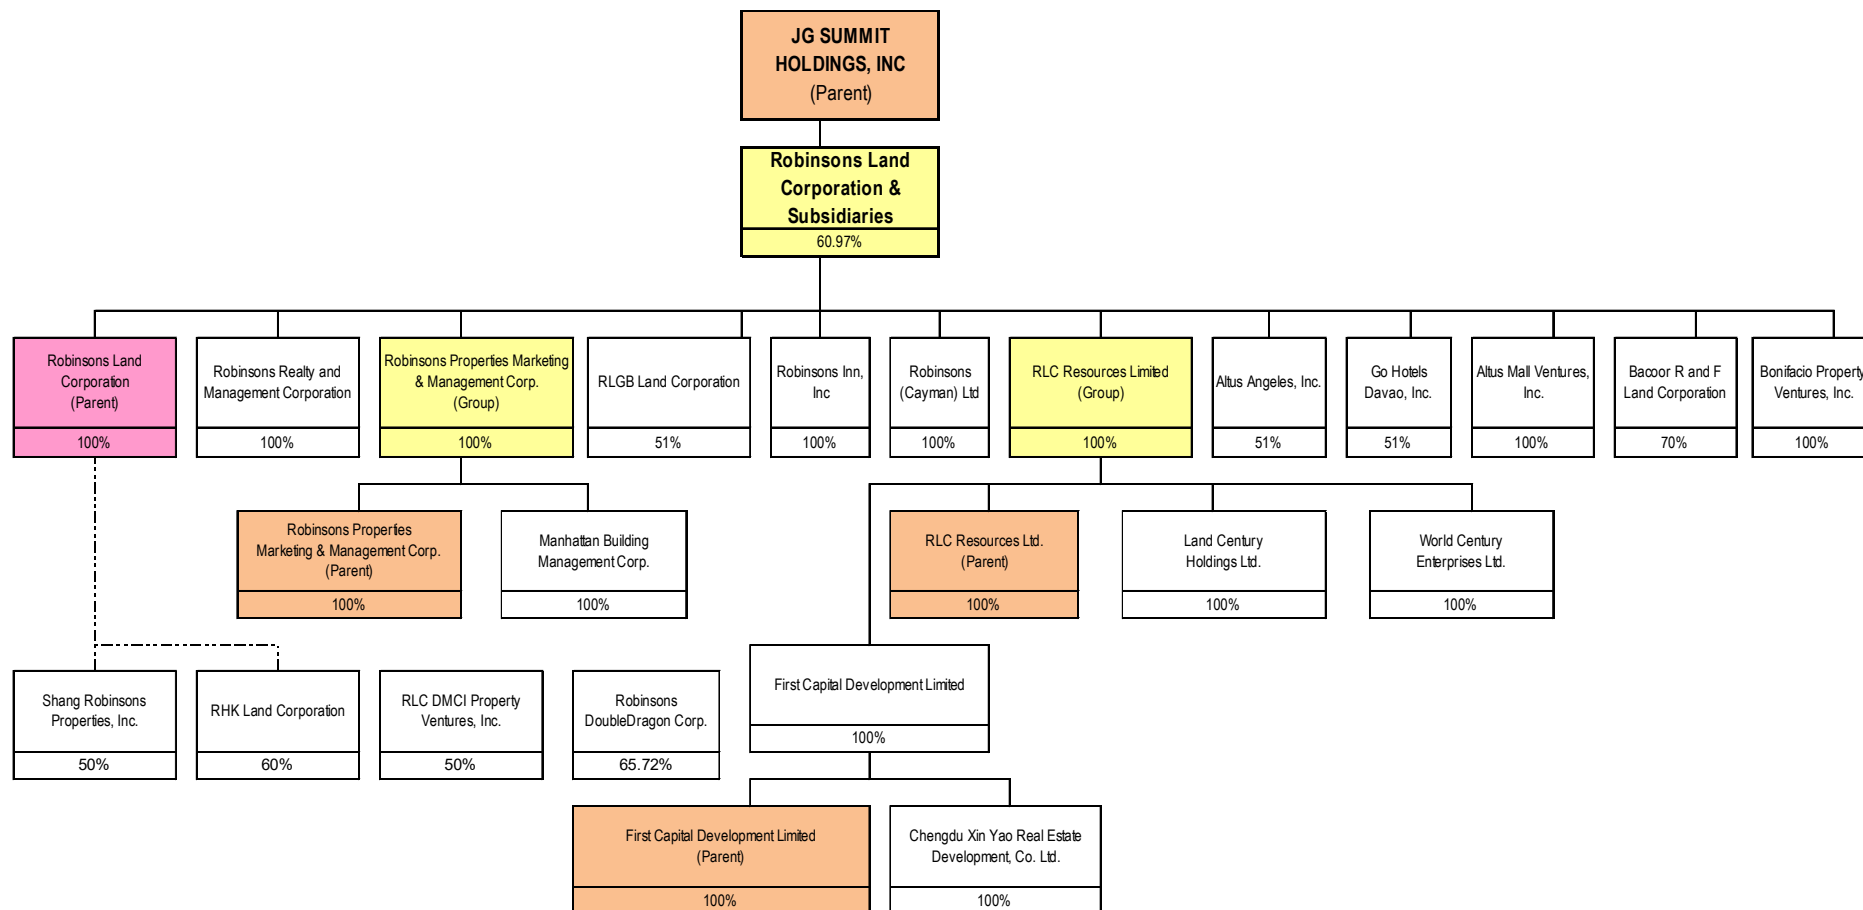 JG SUMMIT
HOLDINGS, INC
(Parent)
Robinsons Land
Corporation &
Subsidiaries
60.97%
Robinsons Land
Corporation
(Parent)
100%
Robinsons Realty and
Management Corporation
100%
Robinsons Properties Marketing
& Management Corp.
(Group)
100%
RLGB Land Corporation
51%
Robinsons Inn,
Inc
100%
Robinsons
(Cayman) Ltd
100%
RLC Resources Limited
(Group)
100%
Altus Angeles, Inc.
51%
Go Hotels
Davao, Inc.
51%
Altus Mall Ventures,
Inc.
100%
Bacoor R and F
Land Corporation
70%
Bonifacio Property
Ventures, Inc.
100%
Robinsons Properties
Marketing & Management Corp.
(Parent)
100%
Manhattan Building
Management Corp.
100%
RLC Resources Ltd.
(Parent)
100%
Land Century
Holdings Ltd.
100%
World Century
Enterprises Ltd.
100%
Shang Robinsons
Properties, Inc.
50%
RHK Land Corporation
60%
RLC DMCI Property
Ventures, Inc.
50%
Robinsons
DoubleDragon Corp.
65.72%
First Capital Development Limited
100%
First Capital Development Limited
(Parent)
100%
Chengdu Xin Yao Real Estate
Development, Co. Ltd.
100%